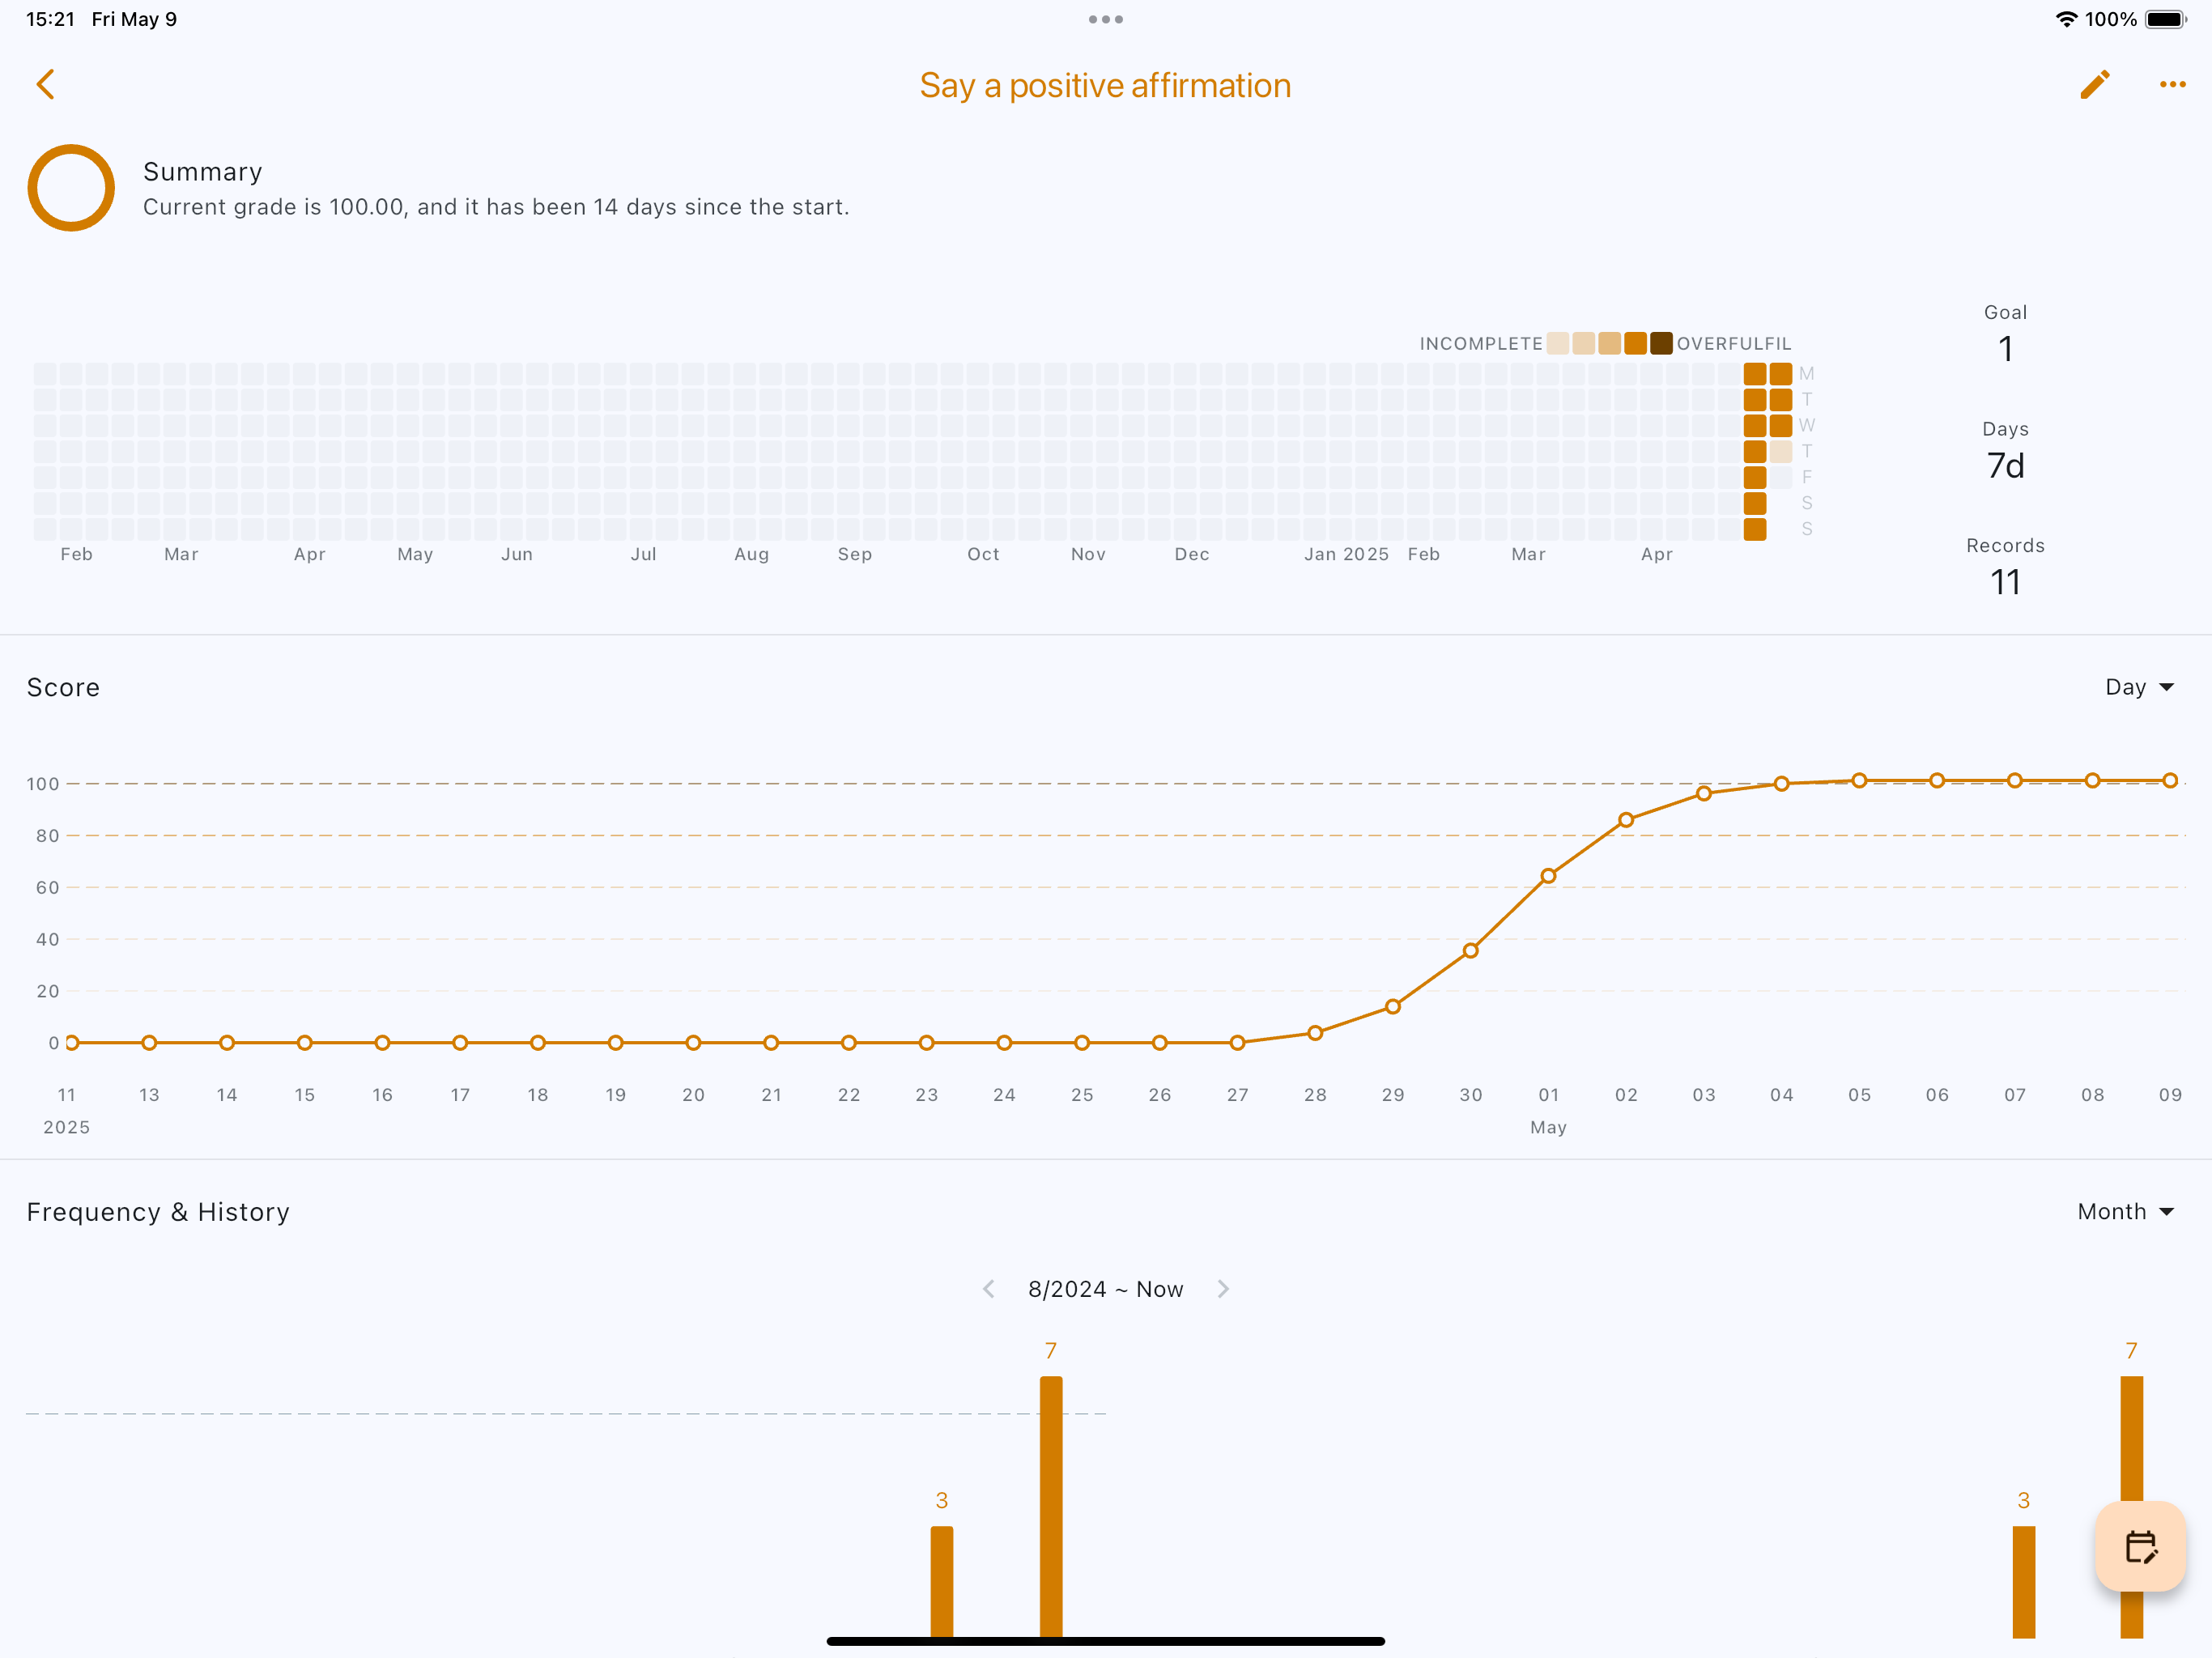 15:21 Fri May 9
100%
Say a positive affirmation
Summary
Current grade is 100.00, and it has been 14 days since the start.
INCOMPLETE OVERFULFIL
M
T
W
T
F
S
S
Feb Mar Apr May Jun Jul Aug Sep Oct Nov Dec Jan 2025 Feb Mar Apr
Goal
1
Days
7d
Records
11
Score
Day
100
80
60
40
20
0
11 13 14 15 16 17 18 19 20 21 22 23 24 25 26 27 28 29 30 01 02 03 04 05 06 07 08 09
2025 May
Frequency & History
Month
8/2024 ~ Now
7 7
3 3